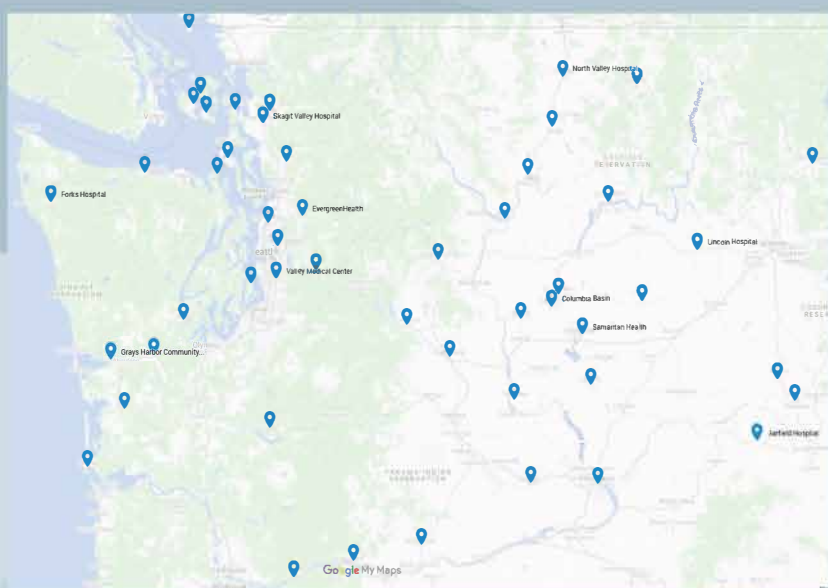 North Valley Hospital
Skagit Valley Hospital
Forks Hospital
EvergreenHealth
Lincoln Hospital
Valley Medical Center
Columbia Basin
Samaritan Health
Grays Harbor Community...
Garfield Hospital
Google My Maps